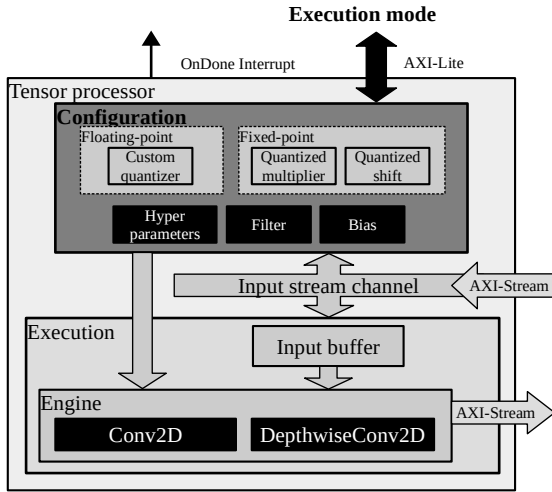 Execution mode
OnDone Interrupt
AXI-Lite
Tensor processor
Configuration
Floating-point
Fixed-point
Custom
quantizer
Quantized
multiplier
Quantized
shift
Hyper
parameters
Filter
Bias
Input stream channel
AXI-Stream
Execution
Input buffer
Engine
AXI-Stream
Conv2D
DepthwiseConv2D